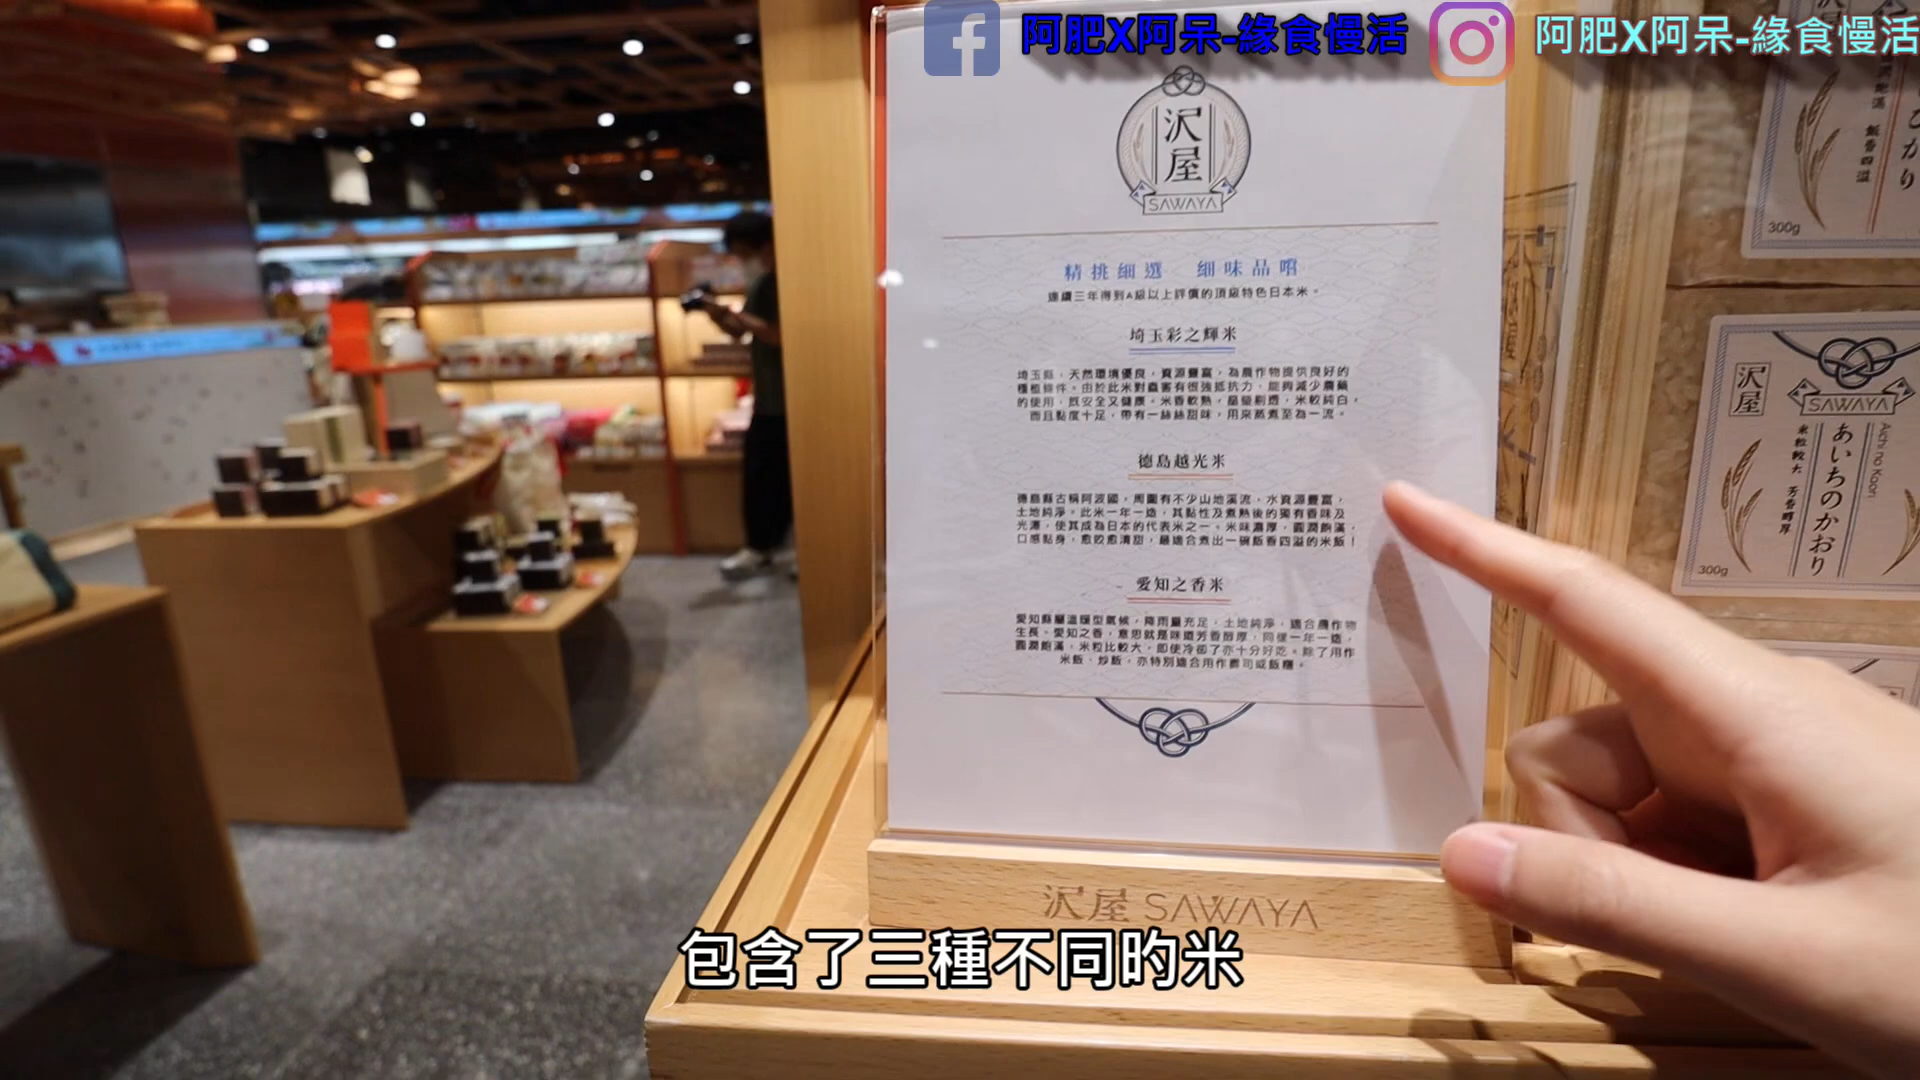 阿肥X阿呆-緣食慢活
阿肥X阿呆-緣食慢活
沢屋
SAWAYA
精挑細選 細味品嚐
連續三年得到A級以上評價的頂級特色日本米。
埼玉彩之輝米
埼玉縣，天然環境優良，資源豐富，為農作物提供良好的
種植條件。由於此米對蟲害有很強抵抗力，能夠減少農藥
的使用，既安全又健康。米香軟熟，晶瑩剔透，米較純白，
而且黏度十足，帶有一絲絲甜味，用來蒸煮至為一流。
德島越光米
德島縣古稱阿波國，周圍有不少山地溪流，水資源豐富，
土地純淨。此米一年一造，其黏性及煮熟後的獨有香味及
光澤，使其成為日本的代表米之一。米味濃厚，圓潤飽滿，
口感黏身，愈咬愈清甜，最適合煮出一碗飯香四溢的米飯！
愛知之香米
愛知縣屬溫暖型氣候，降雨量充足，土地純淨，適合農作物
生長。愛知之香，意思就是味道芳香醇厚，同樣一年一造，
圓潤飽滿，米粒比較大，即使冷卻了亦十分好吃。除了用作
米飯、炒飯，亦特別適合用作壽司或飯糰。
沢屋 SAWAYA
飯香四溢
300g
沢屋
SAWAYA
Aichi no Kaori
あいちのかおり
米粒較大 芳香醇厚
300g
包含了三種不同旳米